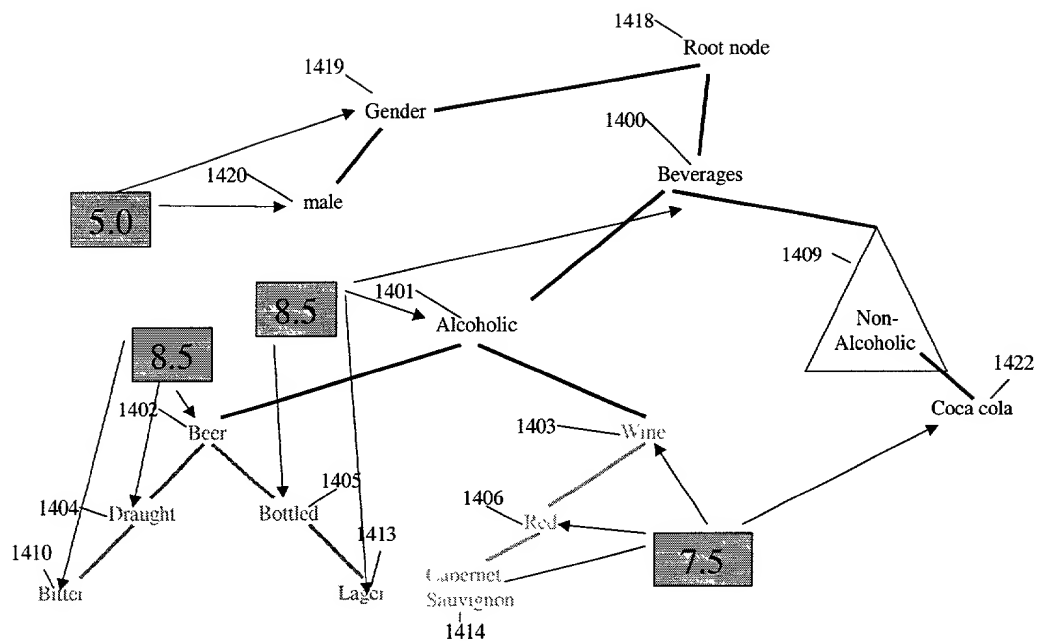 1418
Root node
1419
Gender
1400
1420
male
Beverages
5.0
1409
1401
8.5
Alcoholic
Non-
Alcoholic
8.5
1422
1402
Beer
1403
Wine
Coca cola
1405
1404
Draught
Bottled
1406
Red
1413
1410
7.5
Bitter
Lager
Cabernet
Sauvignon
1414